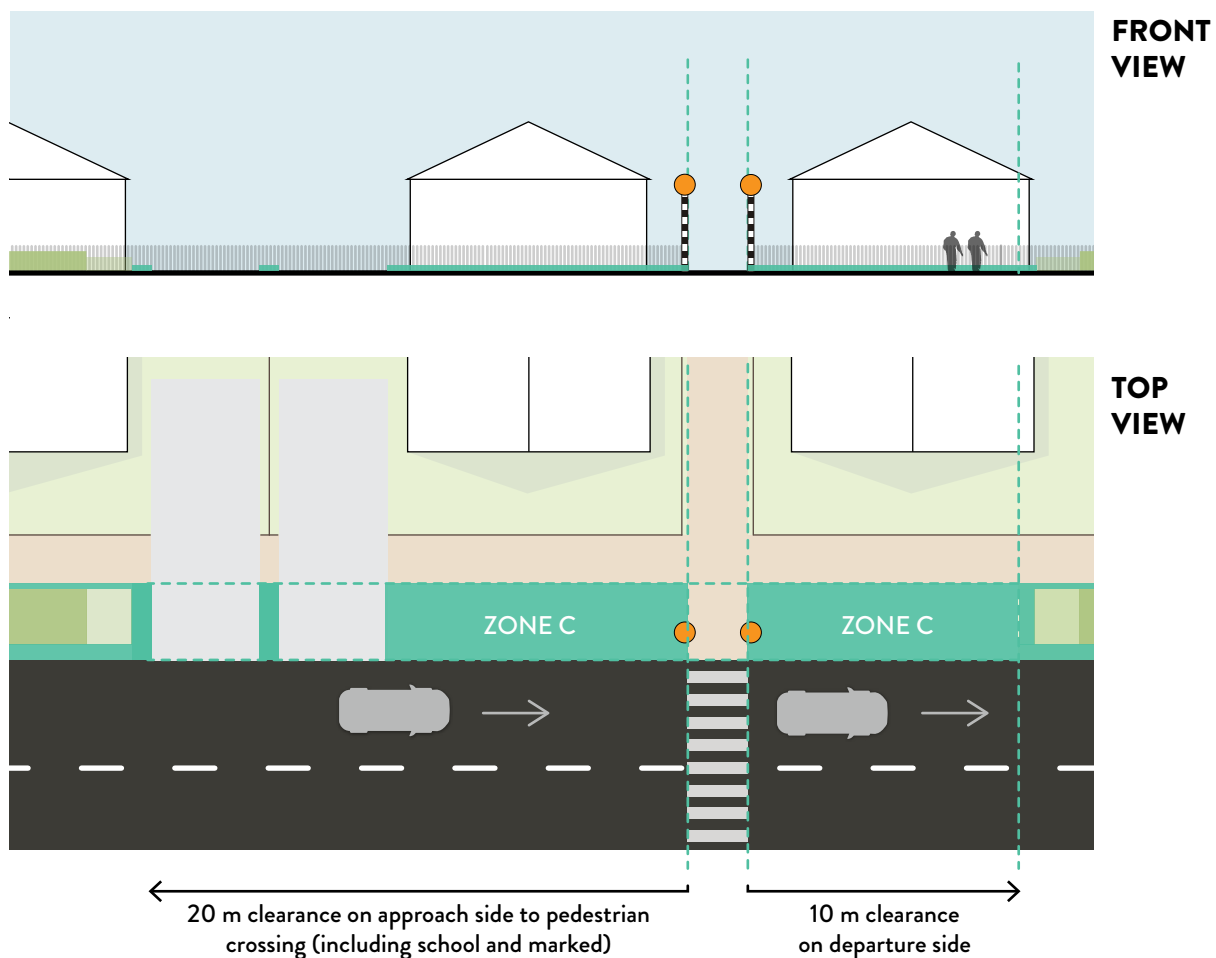 FRONT
VIEW
TOP
VIEW
ZONE C
ZONE C
20 m clearance on approach side to pedestrian
crossing (including school and marked)
10 m clearance
on departure side